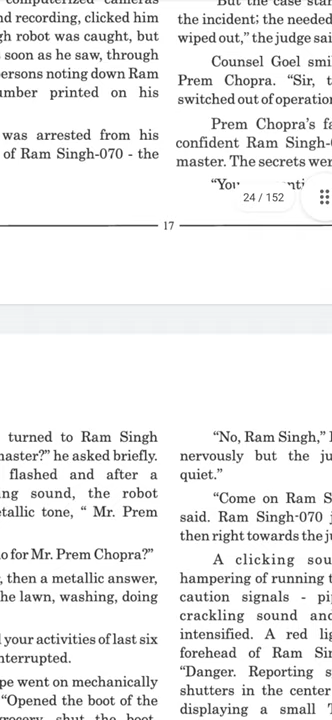 computerized cameras
nd recording, clicked him
gh robot was caught, but
soon as he saw, through
ersons noting down Ram
umber printed on his
was arrested from his
of Ram Singh-070 - the
But the case star
the incident; the needed
wiped out,” the judge sai
Counsel Goel smi
Prem Chopra. “Sir, t
switched out of operation
Prem Chopra’s fa
confident Ram Singh-
master. The secrets wer
“You
24 / 152
17
turned to Ram Singh
master?” he asked briefly.
flashed and after a
ng sound, the robot
etallic tone, “ Mr. Prem
o for Mr. Prem Chopra?”
, then a metallic answer,
he lawn, washing, doing
l your activities of last six
nterrupted.
pe went on mechanically
“Opened the boot of the
grocery, shut the boot,
“No, Ram Singh,”
nervously but the ju
quiet.”
“Come on Ram S
said. Ram Singh-070 j
then right towards the ju
A clicking sou
hampering of running t
caution signals - pi
crackling sound and
intensified. A red lig
forehead of Ram Sin
“Danger. Reporting s
shutters in the center
displaying a small